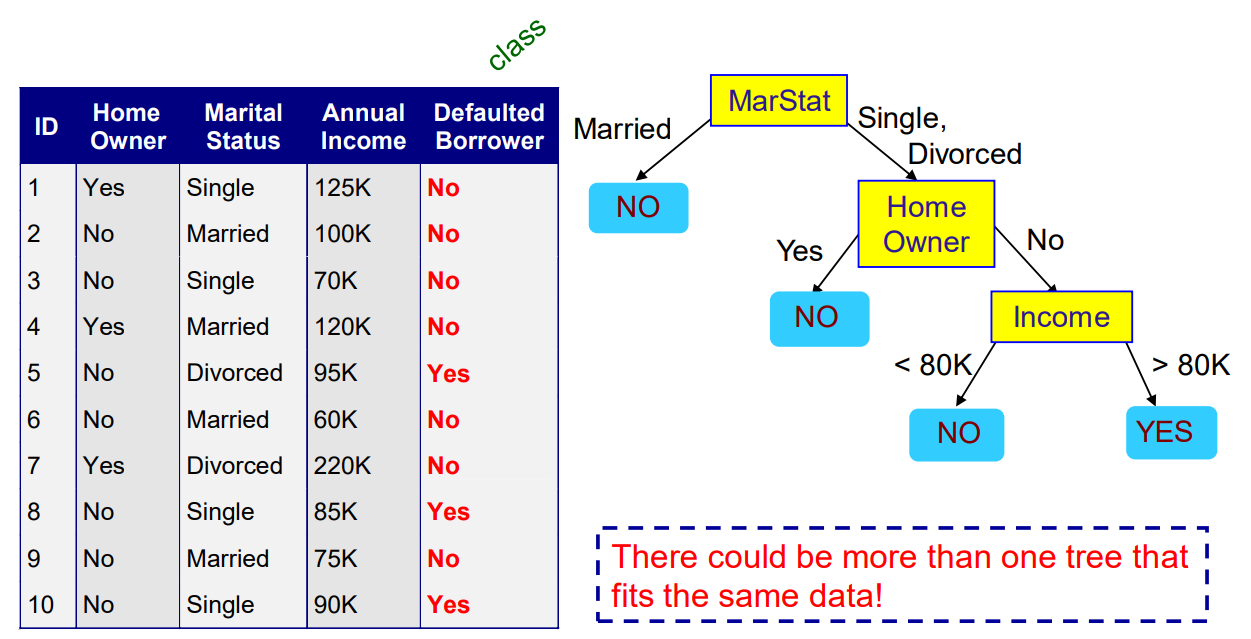 class
ID Home Owner Marital Status Annual Income Defaulted Borrower
1 Yes Single 125K No
2 No Married 100K No
3 No Single 70K No
4 Yes Married 120K No
5 No Divorced 95K Yes
6 No Married 60K No
7 Yes Divorced 220K No
8 No Single 85K Yes
9 No Married 75K No
10 No Single 90K Yes
MarStat
Married
Single,
Divorced
NO
Home
Owner
Yes
No
NO
Income
< 80K
> 80K
NO
YES
There could be more than one tree that
fits the same data!